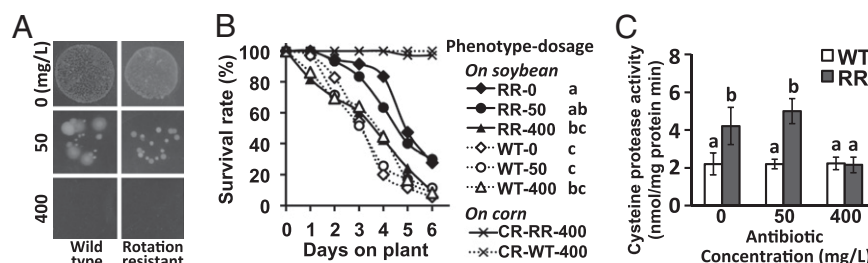 A
0 (mg/L)
50
400
Wild
type
Rotation
resistant
B
Survival rate (%)
100
80
60
40
20
0
0 1 2 3 4 5 6
Days on plant
Phenotype-dosage
On soybean
RR-0 a
RR-50 ab
RR-400 bc
WT-0 c
WT-50 c
WT-400 bc
On corn
CR-RR-400
CR-WT-400
C
Cysteine protease activity
(nmol/mg protein min)
8
6
4
2
0
WT
RR
a b a b a a
0 50 400
Antibiotic
Concentration (mg/L)